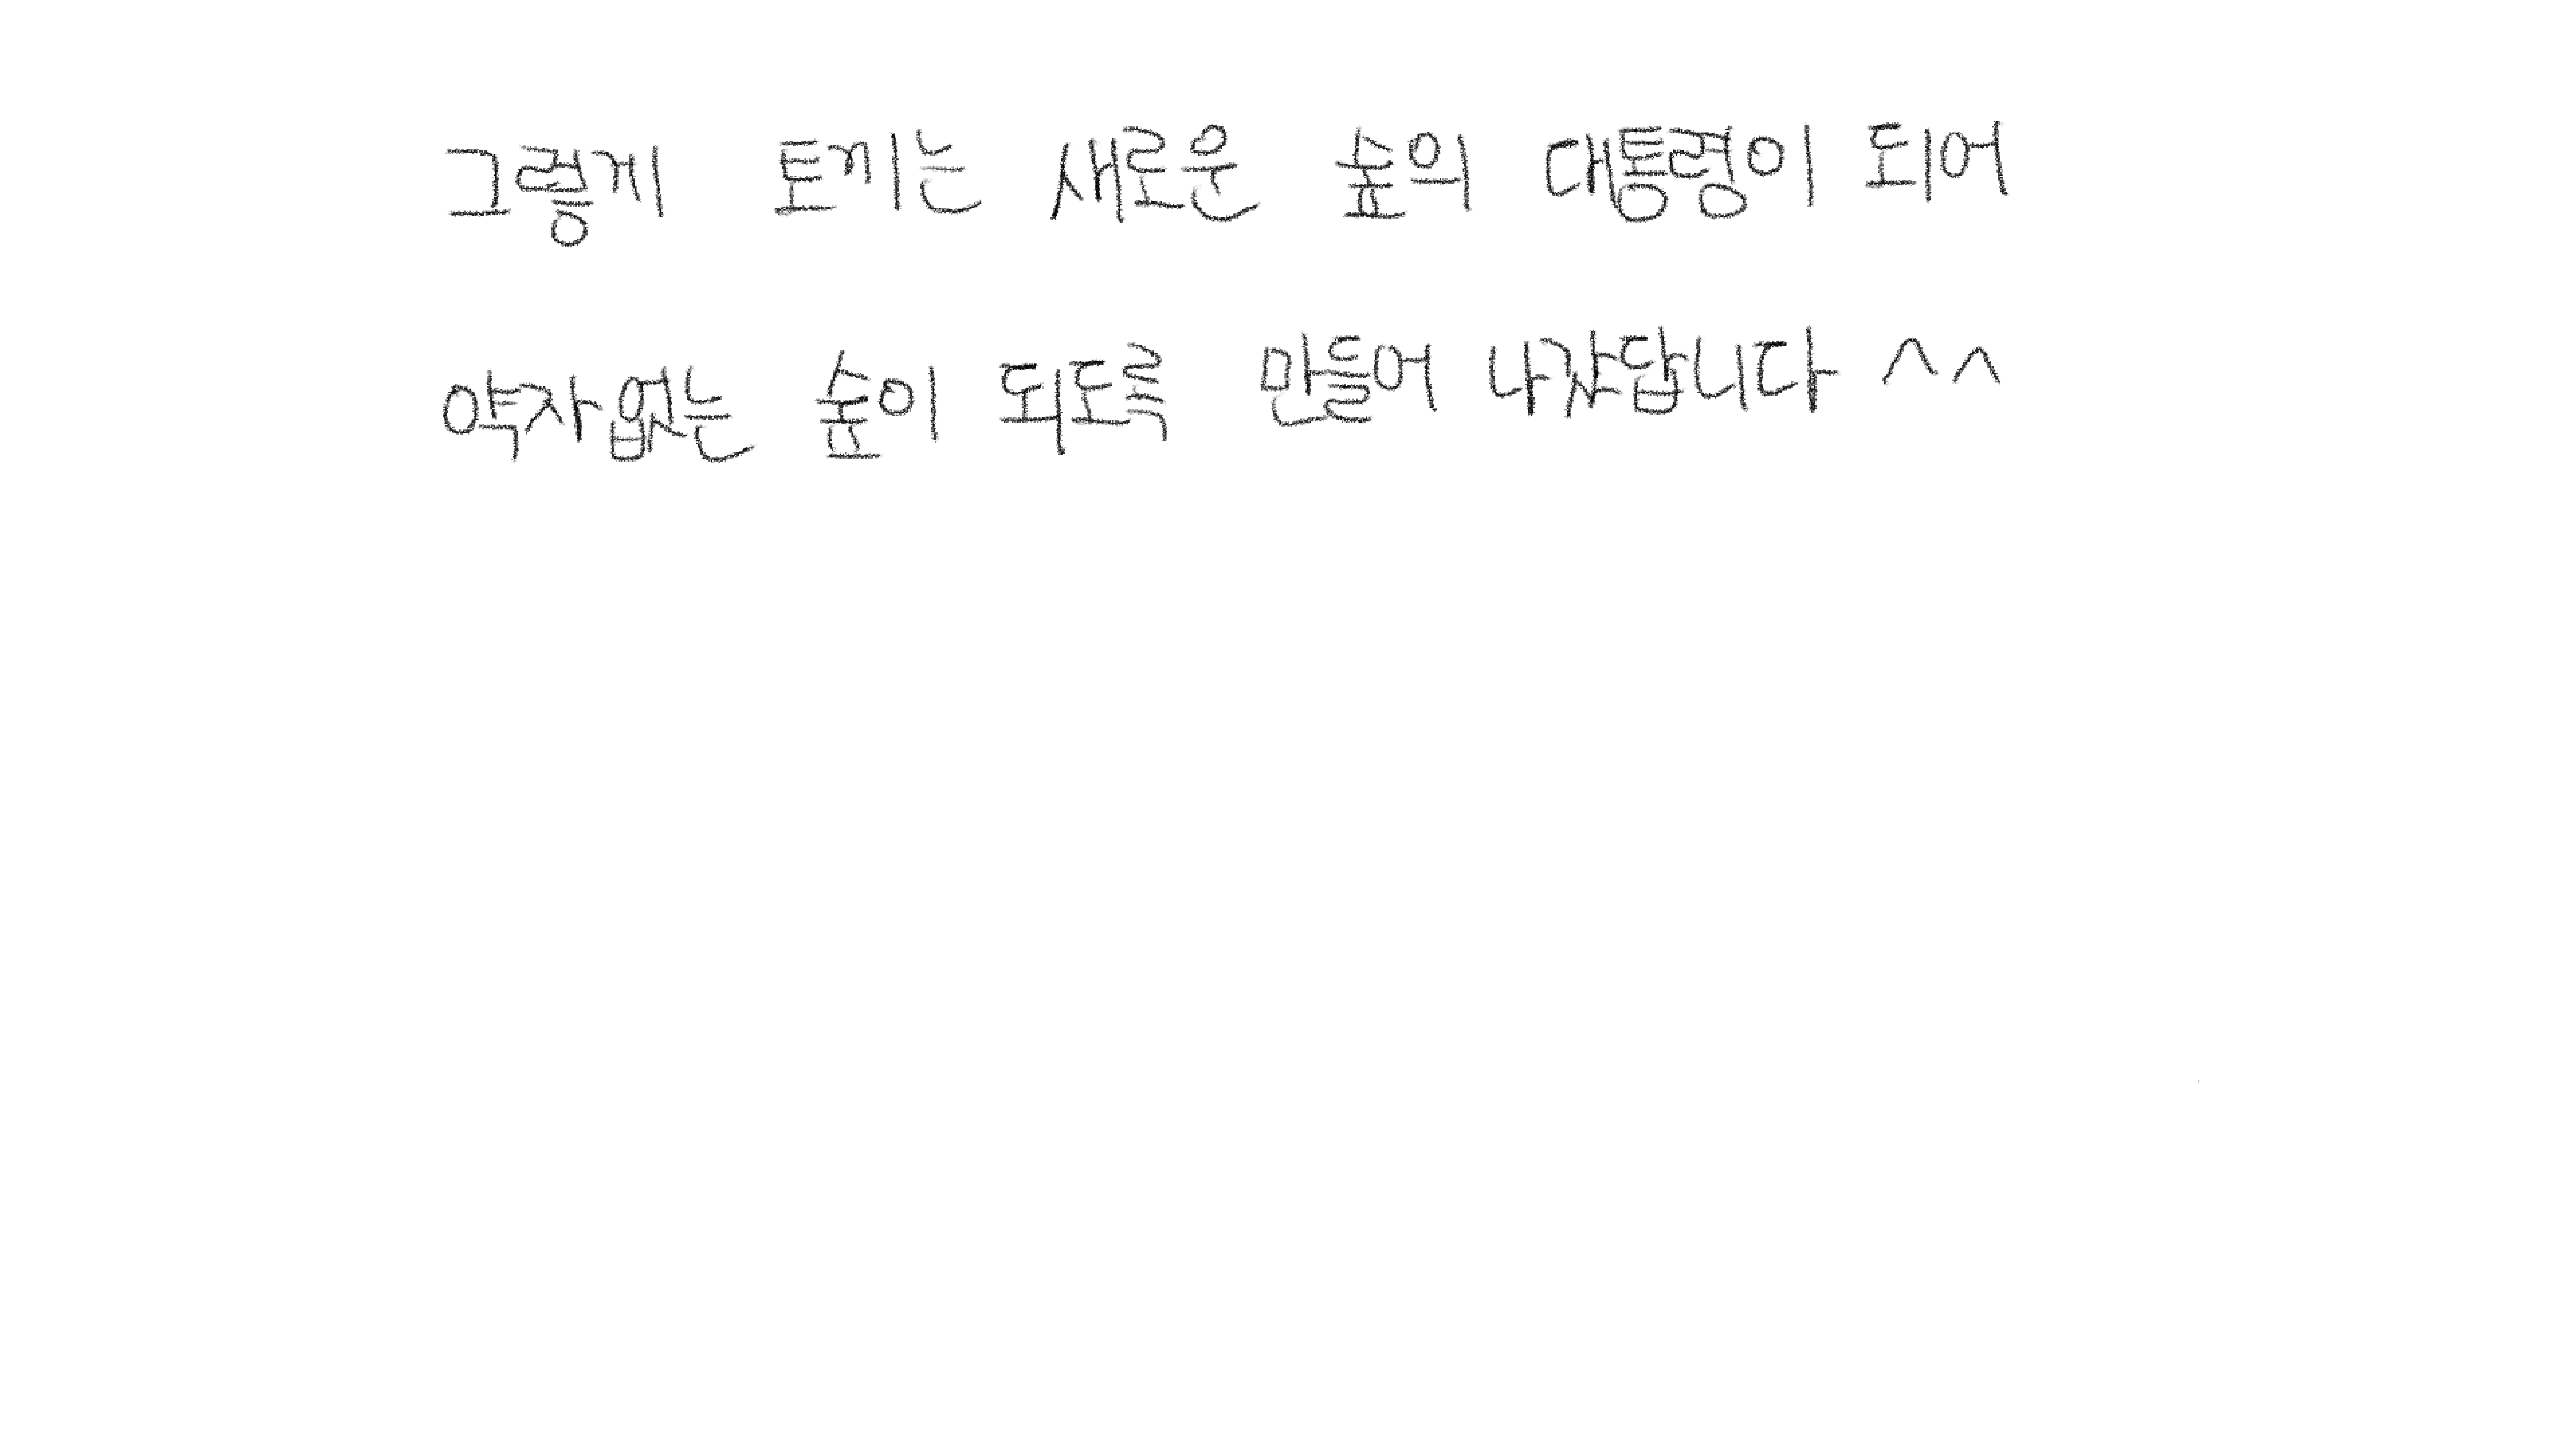 그렇게 토끼는 새로운 숲의 대통령이 되어
약자없는 숲이 되도록 만들어 나갔답니다 ^^